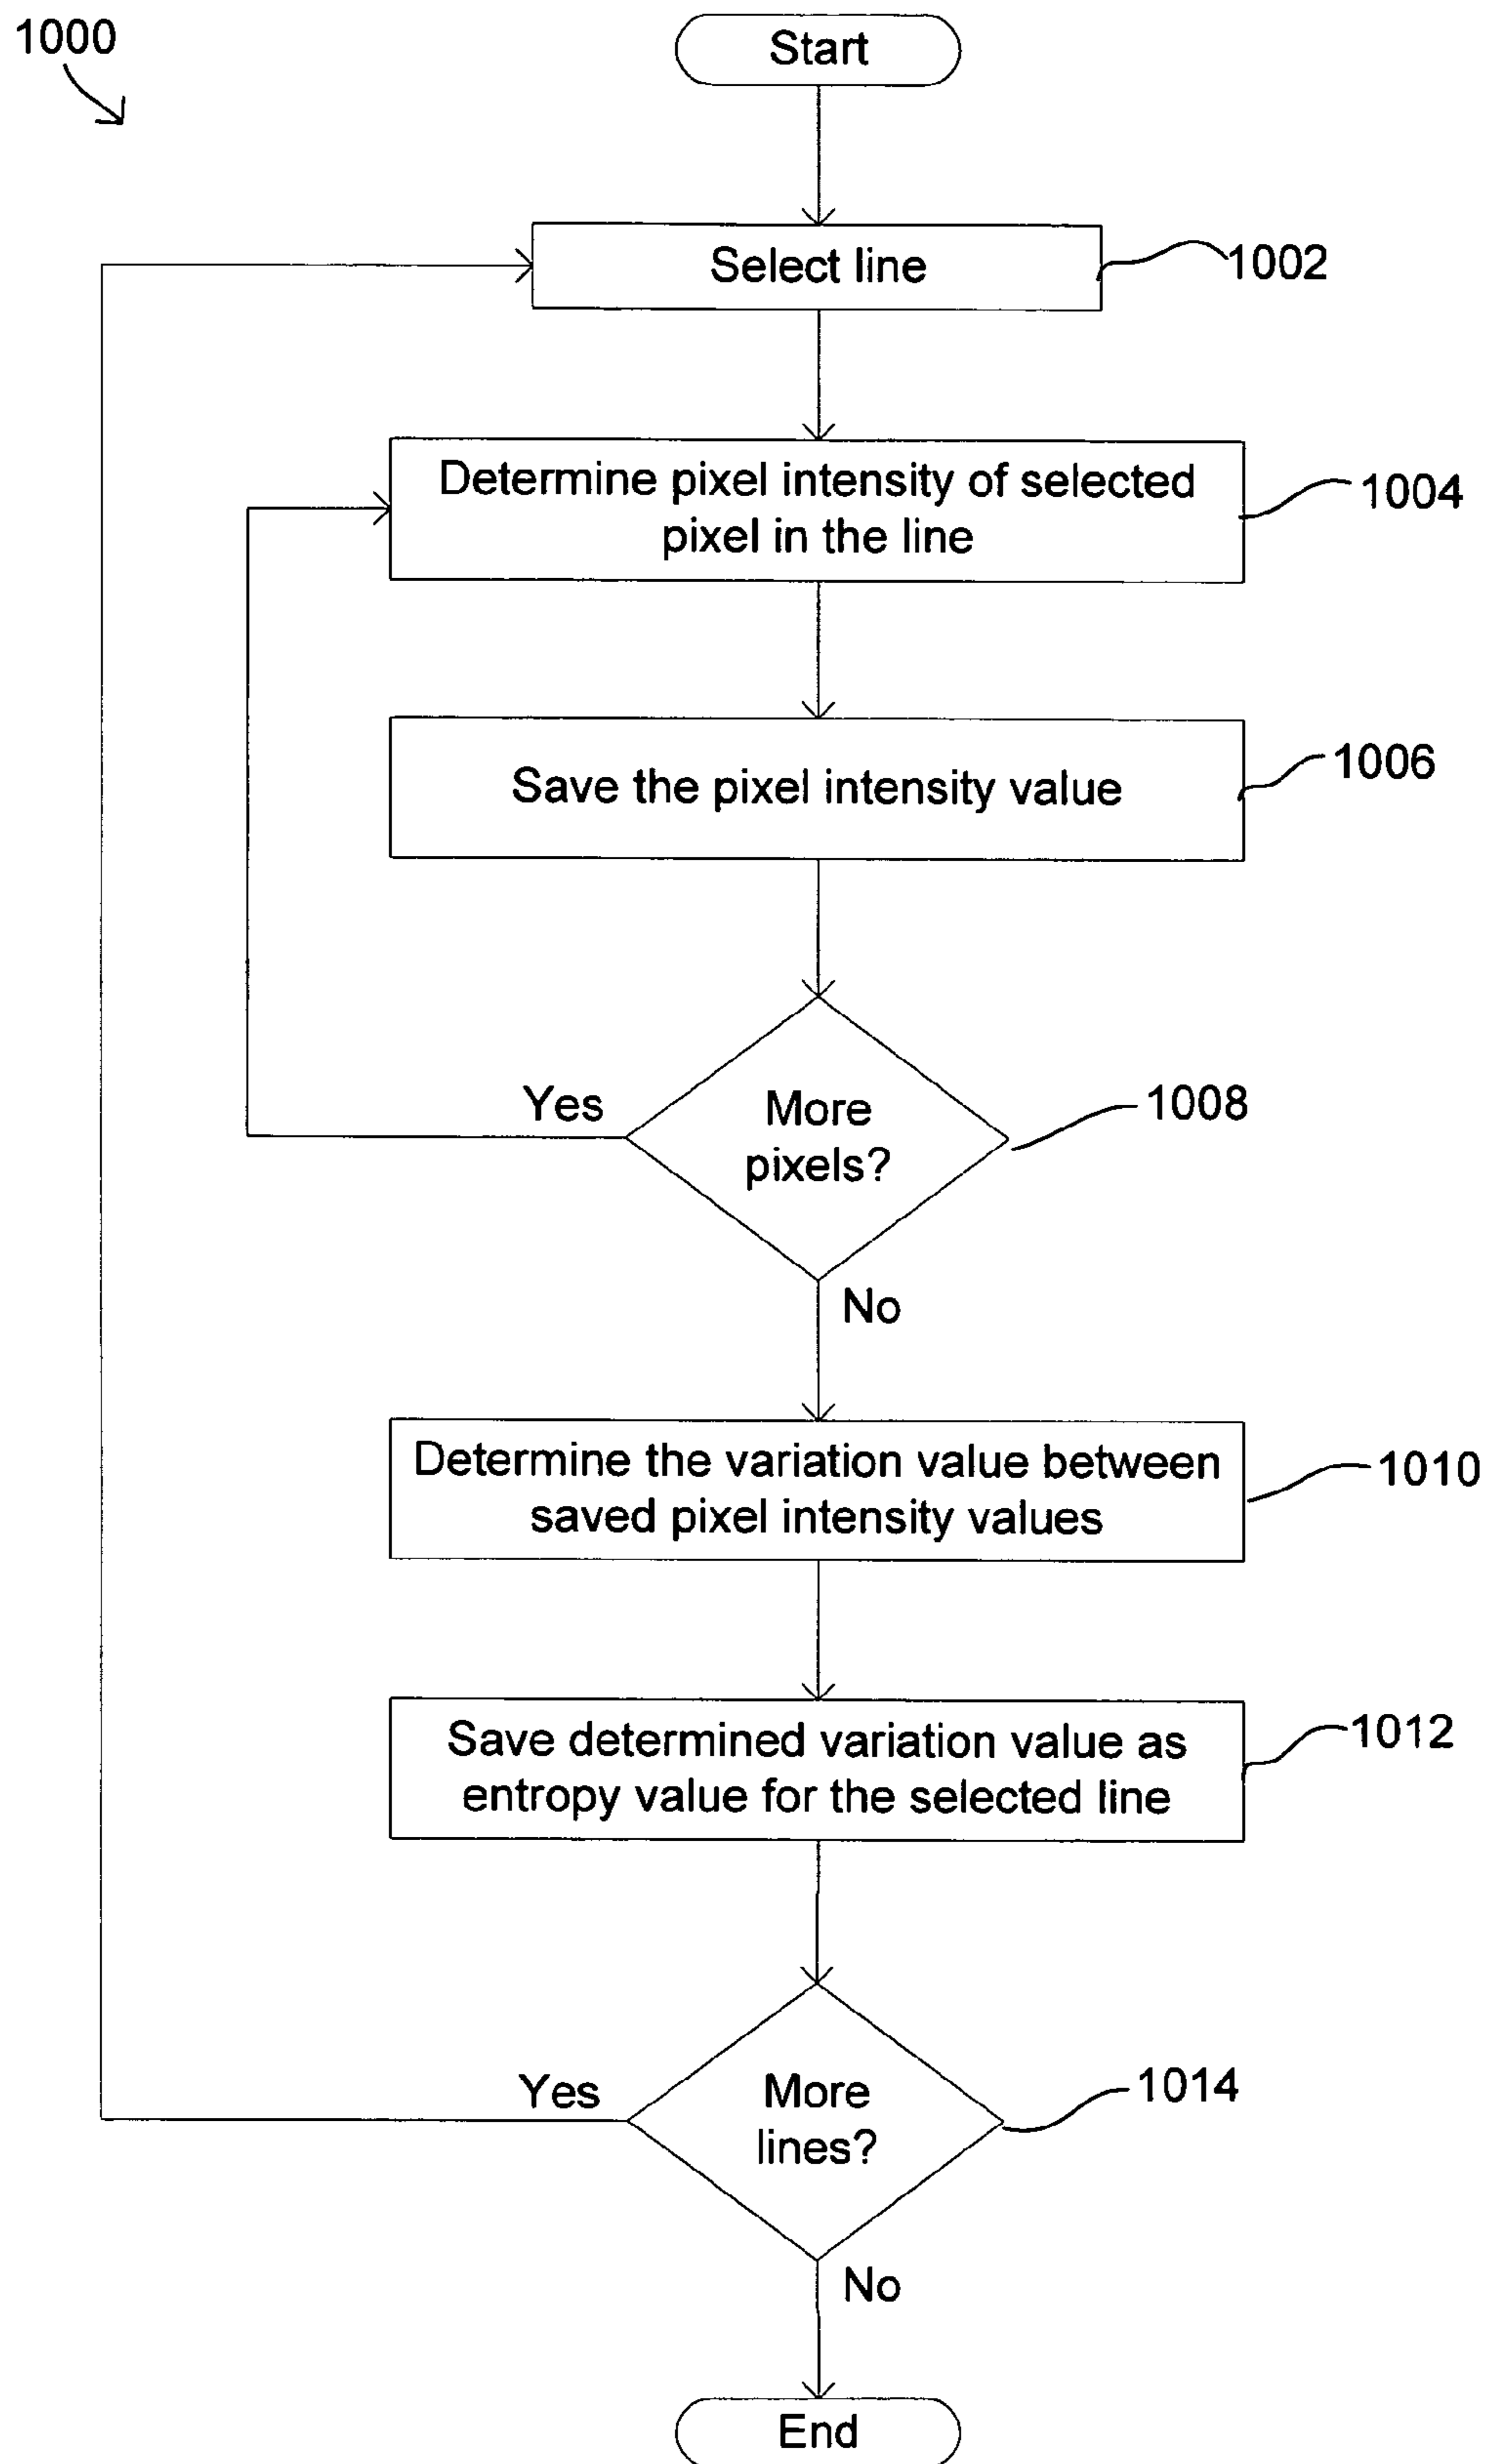 1000
Start
Select line
1002
Determine pixel intensity of selected
pixel in the line
1004
Save the pixel intensity value
1006
Yes
More
pixels?
1008
No
Determine the variation value between
saved pixel intensity values
1010
Save determined variation value as
entropy value for the selected line
1012
Yes
More
lines?
1014
No
End